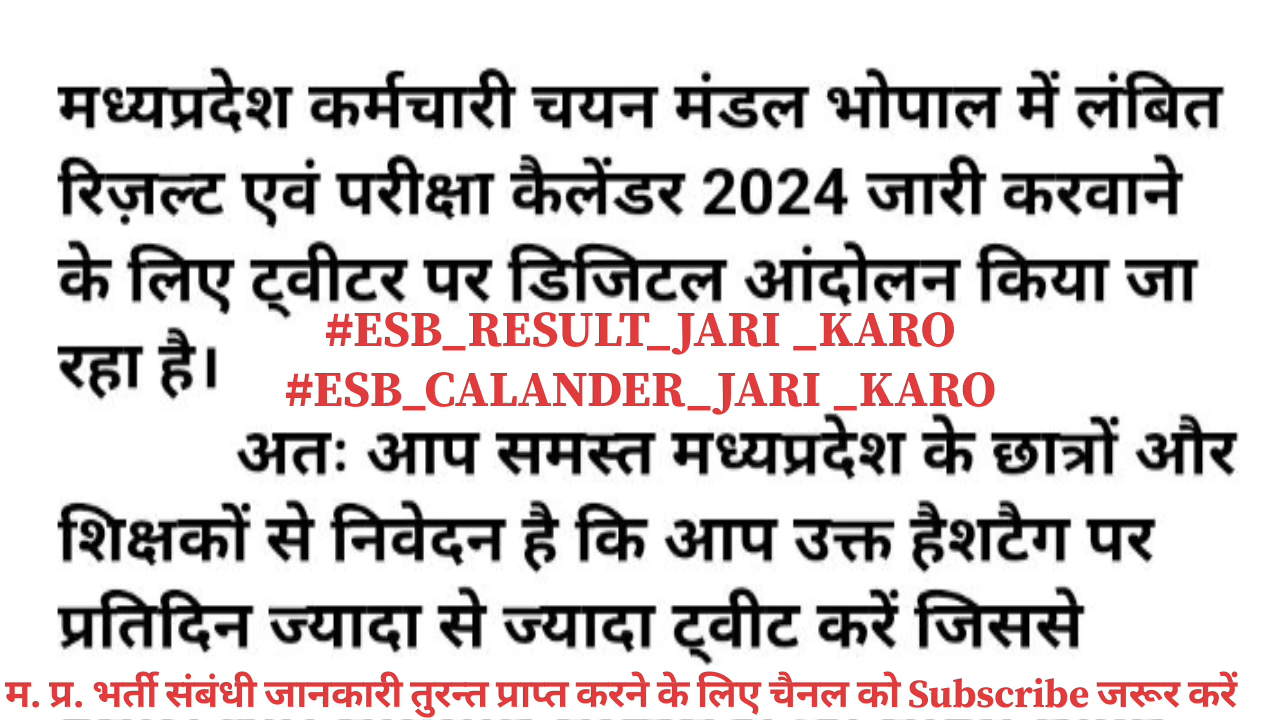 मध्यप्रदेश कर्मचारी चयन मंडल भोपाल में लंबित
रिज़ल्ट एवं परीक्षा कैलेंडर 2024 जारी करवाने
के लिए ट्वीटर पर डिजिटल आंदोलन किया जा
#ESB_RESULT_JARI _KARO
रहा है।
#ESB_CALANDER_JARI _KARO
अतः आप समस्त मध्यप्रदेश के छात्रों और
शिक्षकों से निवेदन है कि आप उक्त हैशटैग पर
प्रतिदिन ज्यादा से ज्यादा ट्वीट करें जिससे
म. प्र. भर्ती संबंधी जानकारी तुरन्त प्राप्त करने के लिए चैनल को Subscribe जरूर करें